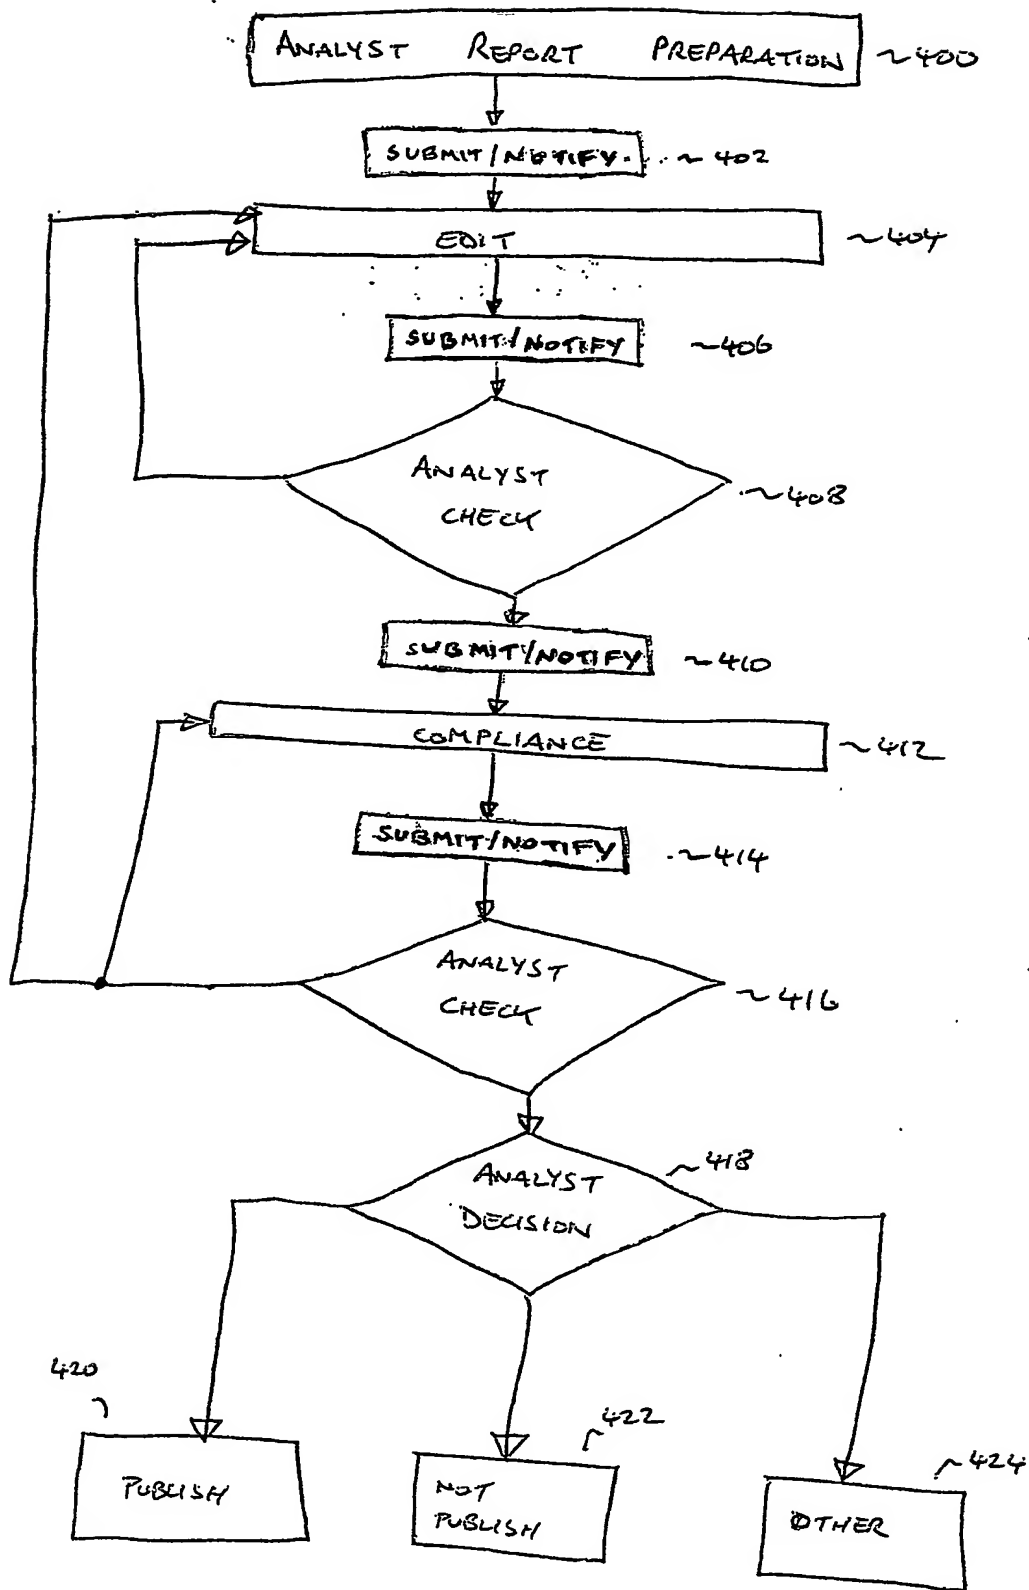 ANALYST REPORT PREPARATION ~400
SUBMIT/NOTIFY ~402
EDIT ~404
SUBMIT/NOTIFY ~406
ANALYST
CHECK
~408
SUBMIT/NOTIFY ~410
COMPLIANCE ~412
SUBMIT/NOTIFY ~414
ANALYST
CHECK
~416
ANALYST
DECISION
~418
420
PUBLISH
422
NOT
PUBLISH
~424
OTHER